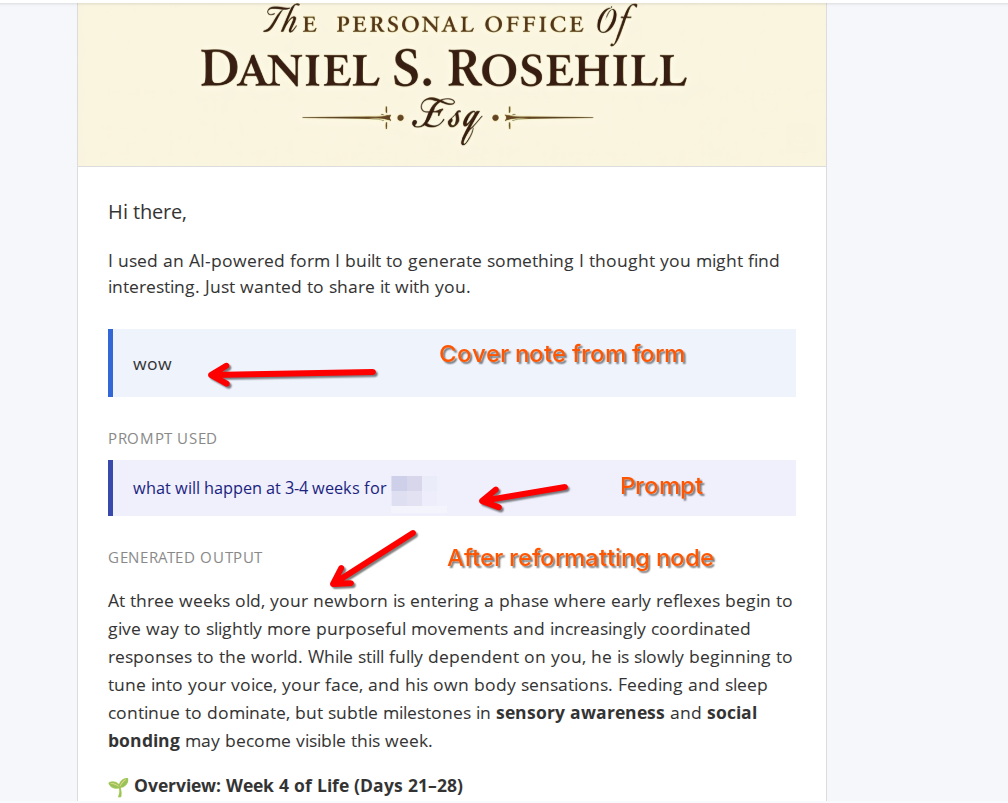 The PERSONAL OFFICE Of
DANIEL S. ROSEHILL
Esq
Hi there,
I used an AI-powered form I built to generate something I thought you might find
interesting. Just wanted to share it with you.
Cover note from form
wow
PROMPT USED
what will happen at 3-4 weeks for
Prompt
GENERATED OUTPUT
After reformatting node
At three weeks old, your newborn is entering a phase where early reflexes begin to
give way to slightly more purposeful movements and increasingly coordinated
responses to the world. While still fully dependent on you, he is slowly beginning to
tune into your voice, your face, and his own body sensations. Feeding and sleep
continue to dominate, but subtle milestones in sensory awareness and social
bonding may become visible this week.
🌱 Overview: Week 4 of Life (Days 21–28)